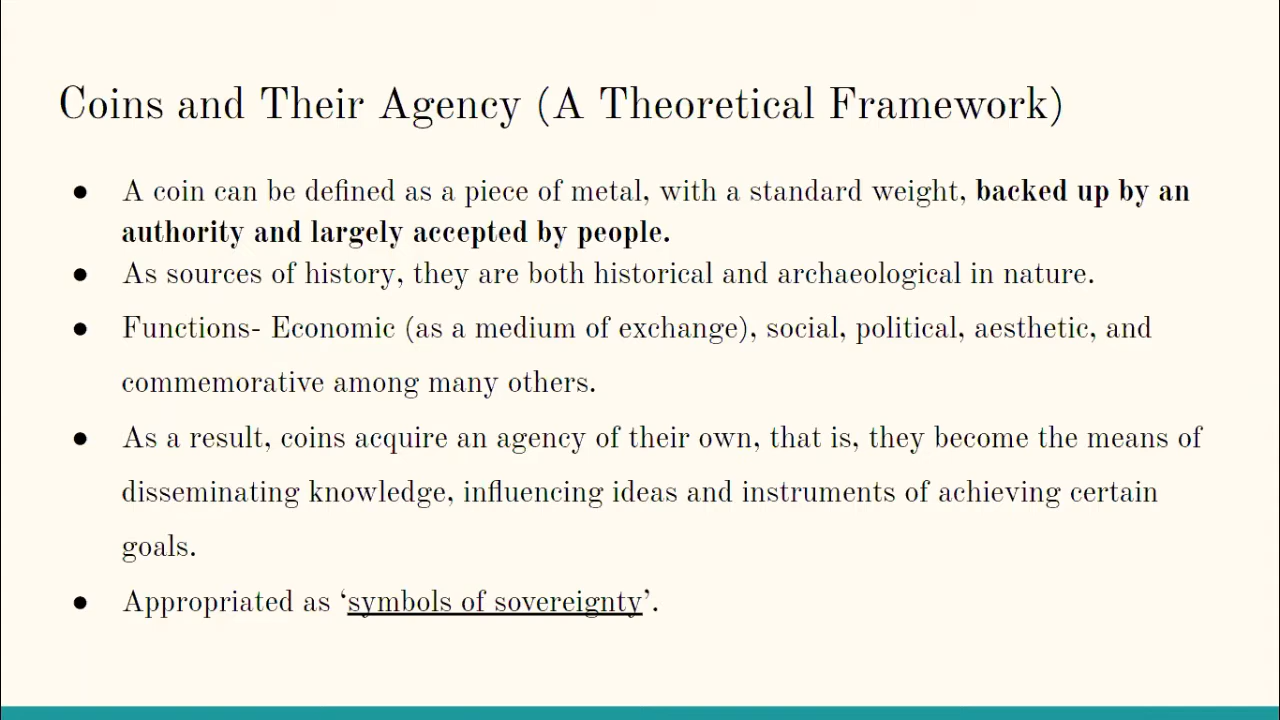 Coins and Their Agency (A Theoretical Framework)
● A coin can be defined as a piece of metal, with a standard weight, backed up by an
authority and largely accepted by people.
● As sources of history, they are both historical and archaeological in nature.
● Functions- Economic (as a medium of exchange), social, political, aesthetic, and
commemorative among many others.
● As a result, coins acquire an agency of their own, that is, they become the means of
disseminating knowledge, influencing ideas and instruments of achieving certain
goals.
● Appropriated as ‘symbols of sovereignty’.